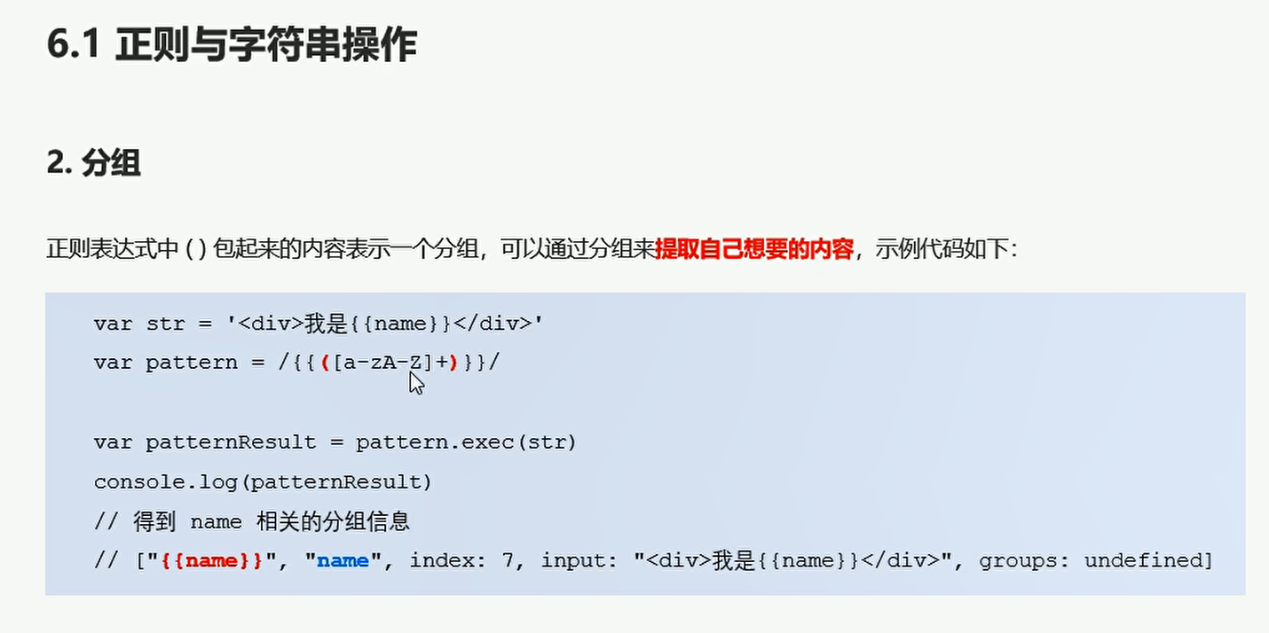 6.1 正则与字符串操作
2. 分组
正则表达式中 ( ) 包起来的内容表示一个分组，可以通过分组来提取自己想要的内容，示例代码如下：
var str = '<div>我是{{name}}</div>'
var pattern = /{{([a-zA-Z]+)}}/
var patternResult = pattern.exec(str)
console.log(patternResult)
// 得到 name 相关的分组信息
// ["{{name}}", "name", index: 7, input: "<div>我是{{name}}</div>", groups: undefined]